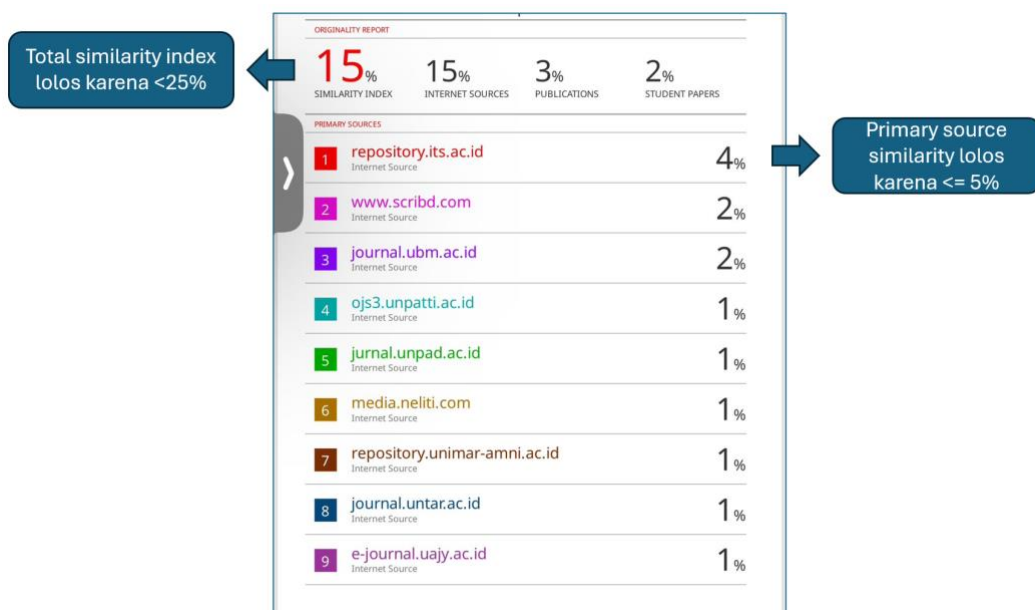 Total similarity index
lolos karena <25%
ORIGINALITY REPORT
15% 15% 3% 2%
SIMILARITY INDEX INTERNET SOURCES PUBLICATIONS STUDENT PAPERS
PRIMARY SOURCES
1 repository.its.ac.id 4%
Internet Source
2 www.scribd.com 2%
Internet Source
3 journal.ubm.ac.id 2%
Internet Source
4 ojs3.unpatti.ac.id 1%
Internet Source
5 jurnal.unpad.ac.id 1%
Internet Source
6 media.neliti.com 1%
Internet Source
7 repository.unimar-amni.ac.id 1%
Internet Source
8 journal.untar.ac.id 1%
Internet Source
9 e-journal.uajy.ac.id 1%
Internet Source
Primary source
similarity lolos
karena <= 5%